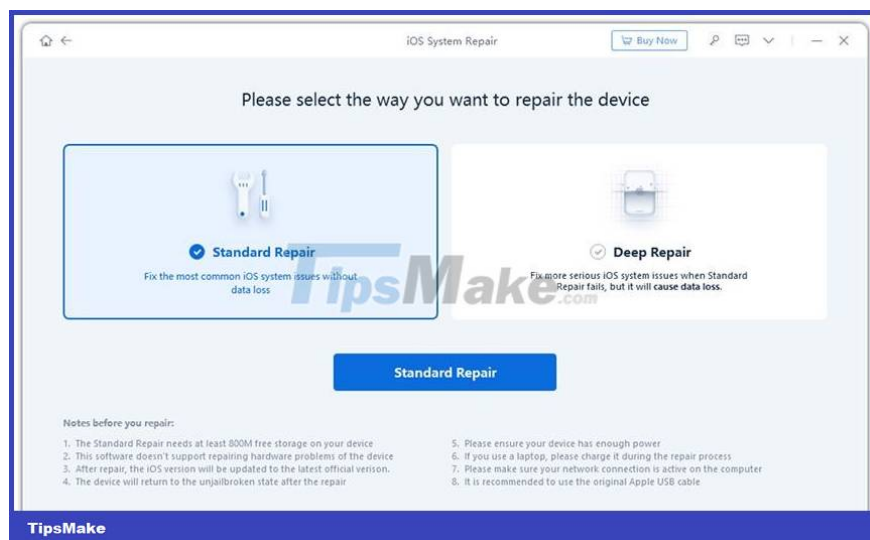 iOS System Repair
Buy Now
Please select the way you want to repair the device
Standard Repair
Fix the most common iOS system issues without
data loss
Deep Repair
Fix more serious iOS system issues when Standard
Repair fails, but it will cause data loss.
TipsMake.com
Standard Repair
Notes before you repair:
1. The Standard Repair needs at least 800M free storage on your device
2. This software doesn't support repairing hardware problems of the device
3. After repair, the iOS version will be updated to the latest official verison.
4. The device will return to the unjailbroken state after the repair
5. Please ensure your device has enough power
6. If you use a laptop, please charge it during the repair process
7. Please make sure your network connection is active on the computer
8. It is recommended to use the original Apple USB cable
TipsMake